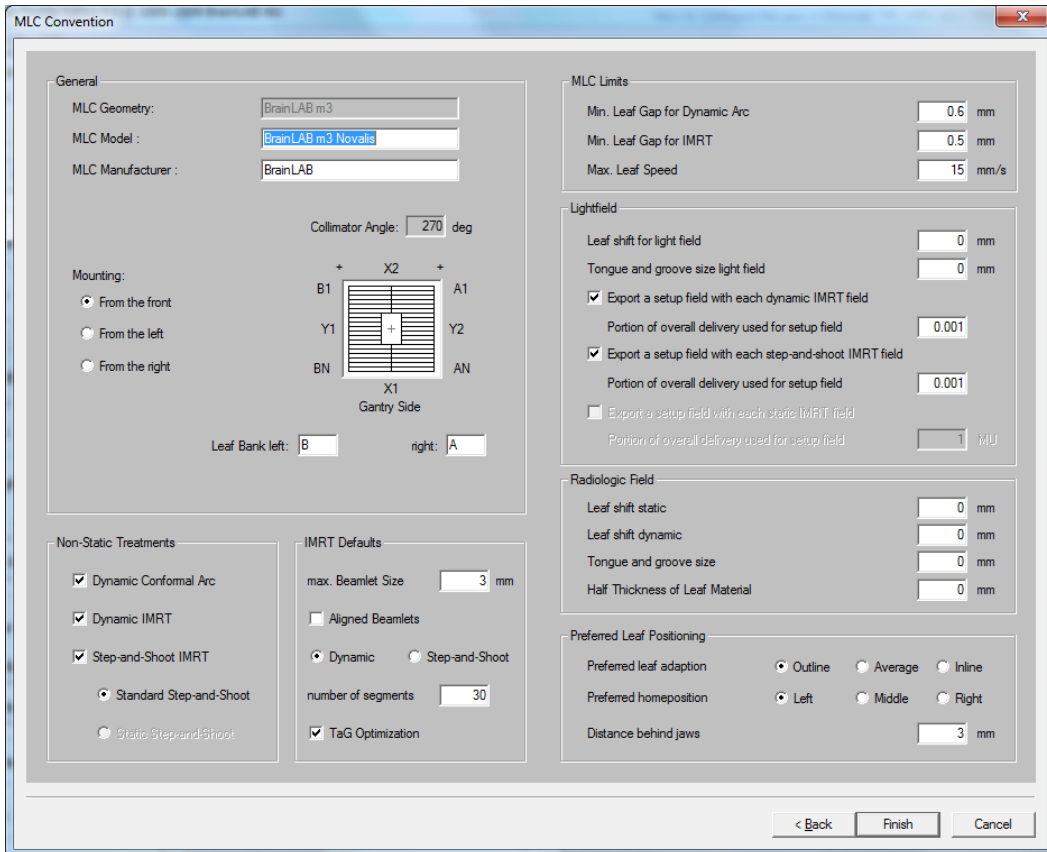 MLC Convention
General
MLC Geometry: BrainLAB m3
MLC Model : BrainLAB m3 Novalis
MLC Manufacturer : BrainLAB
Collimator Angle: 270 deg
Mounting:
From the front
From the left
From the right
+ X2 +
B1 A1
Y1 + Y2
BN AN
X1
Gantry Side
Leaf Bank left: B right: A
Non-Static Treatments
Dynamic Conformal Arc
Dynamic IMRT
Step-and-Shoot IMRT
Standard Step-and-Shoot
Static Step-and-Shoot
IMRT Defaults
max. Beamlet Size 3 mm
Aligned Beamlets
Dynamic Step-and-Shoot
number of segments 30
TaG Optimization
MLC Limits
Min. Leaf Gap for Dynamic Arc 0.6 mm
Min. Leaf Gap for IMRT 0.5 mm
Max. Leaf Speed 15 mm/s
Lightfield
Leaf shift for light field 0 mm
Tongue and groove size light field 0 mm
Export a setup field with each dynamic IMRT field
Portion of overall delivery used for setup field 0.001
Export a setup field with each step-and-shoot IMRT field
Portion of overall delivery used for setup field 0.001
Export a setup field with each static IMRT field
Portion of overall delivery used for setup field 1 MU
Radiologic Field
Leaf shift static 0 mm
Leaf shift dynamic 0 mm
Tongue and groove size 0 mm
Half Thickness of Leaf Material 0 mm
Preferred Leaf Positioning
Preferred leaf adaption Outline Average Inline
Preferred homeposition Left Middle Right
Distance behind jaws 3 mm
< Back Finish Cancel